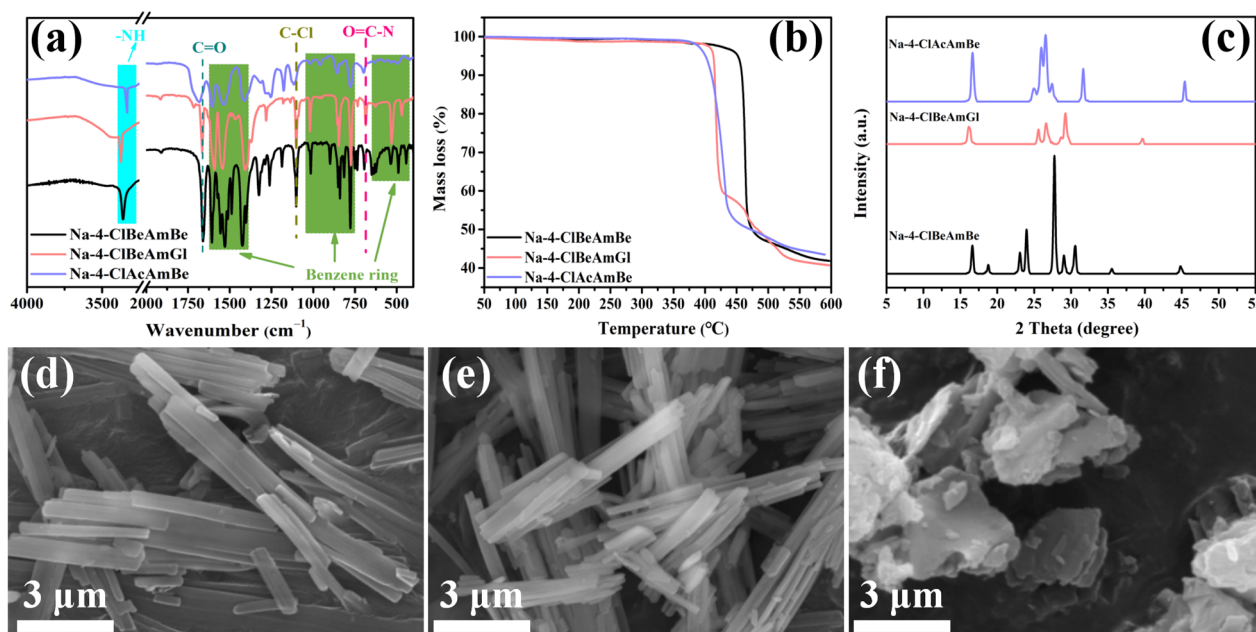 (a)
-NH
C=O
C-Cl
O=C-N
Na-4-ClBeAmBe
Na-4-ClBeAmGl
Na-4-ClAcAmBe
Benzene ring
4000 3200 2000 1750 1500 1250 1000 750 500
Wavenumber (cm⁻¹)
(b)
Mass loss (%)
100
90
80
70
60
50
40
Na-4-ClBeAmBe
Na-4-ClBeAmGl
Na-4-ClAcAmBe
50 100 150 200 250 300 350 400 450 500 550 600
Temperature (℃)
(c)
Intensity (a.u.)
Na-4-ClAcAmBe
Na-4-ClBeAmGl
Na-4-ClBeAmBe
5 10 15 20 25 30 35 40 45 50 5
2 Theta (degree)
(d)
3 μm
(e)
3 μm
(f)
3 μm